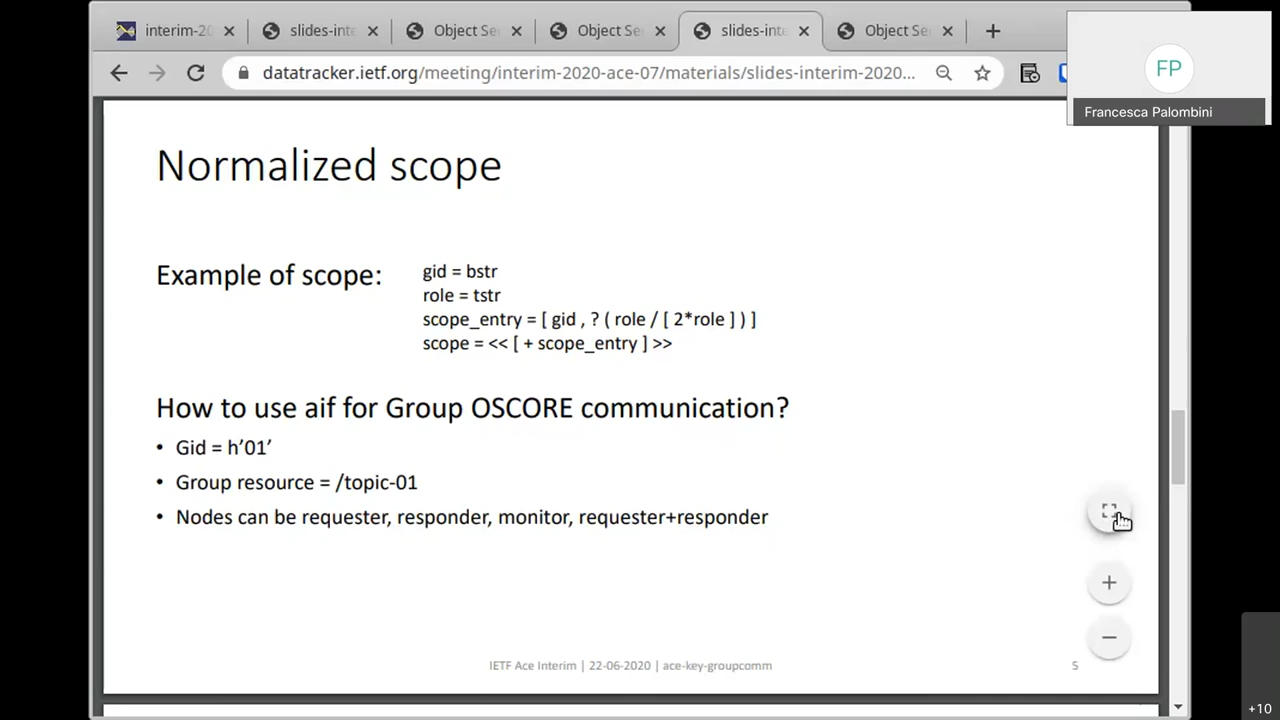 interim-20
slides-inte
Object Se
Object Se
slides-inte
Object Se
datatracker.ietf.org/meeting/interim-2020-ace-07/materials/slides-interim-2020...
FP
Francesca Palombini
Normalized scope
Example of scope:
gid = bstr
role = tstr
scope_entry = [ gid , ? ( role / [ 2*role ] ) ]
scope = << [ + scope_entry ] >>
How to use aif for Group OSCORE communication?
• Gid = h’01’
• Group resource = /topic-01
• Nodes can be requester, responder, monitor, requester+responder
IETF Ace Interim | 22-06-2020 | ace-key-groupcomm
5
+10